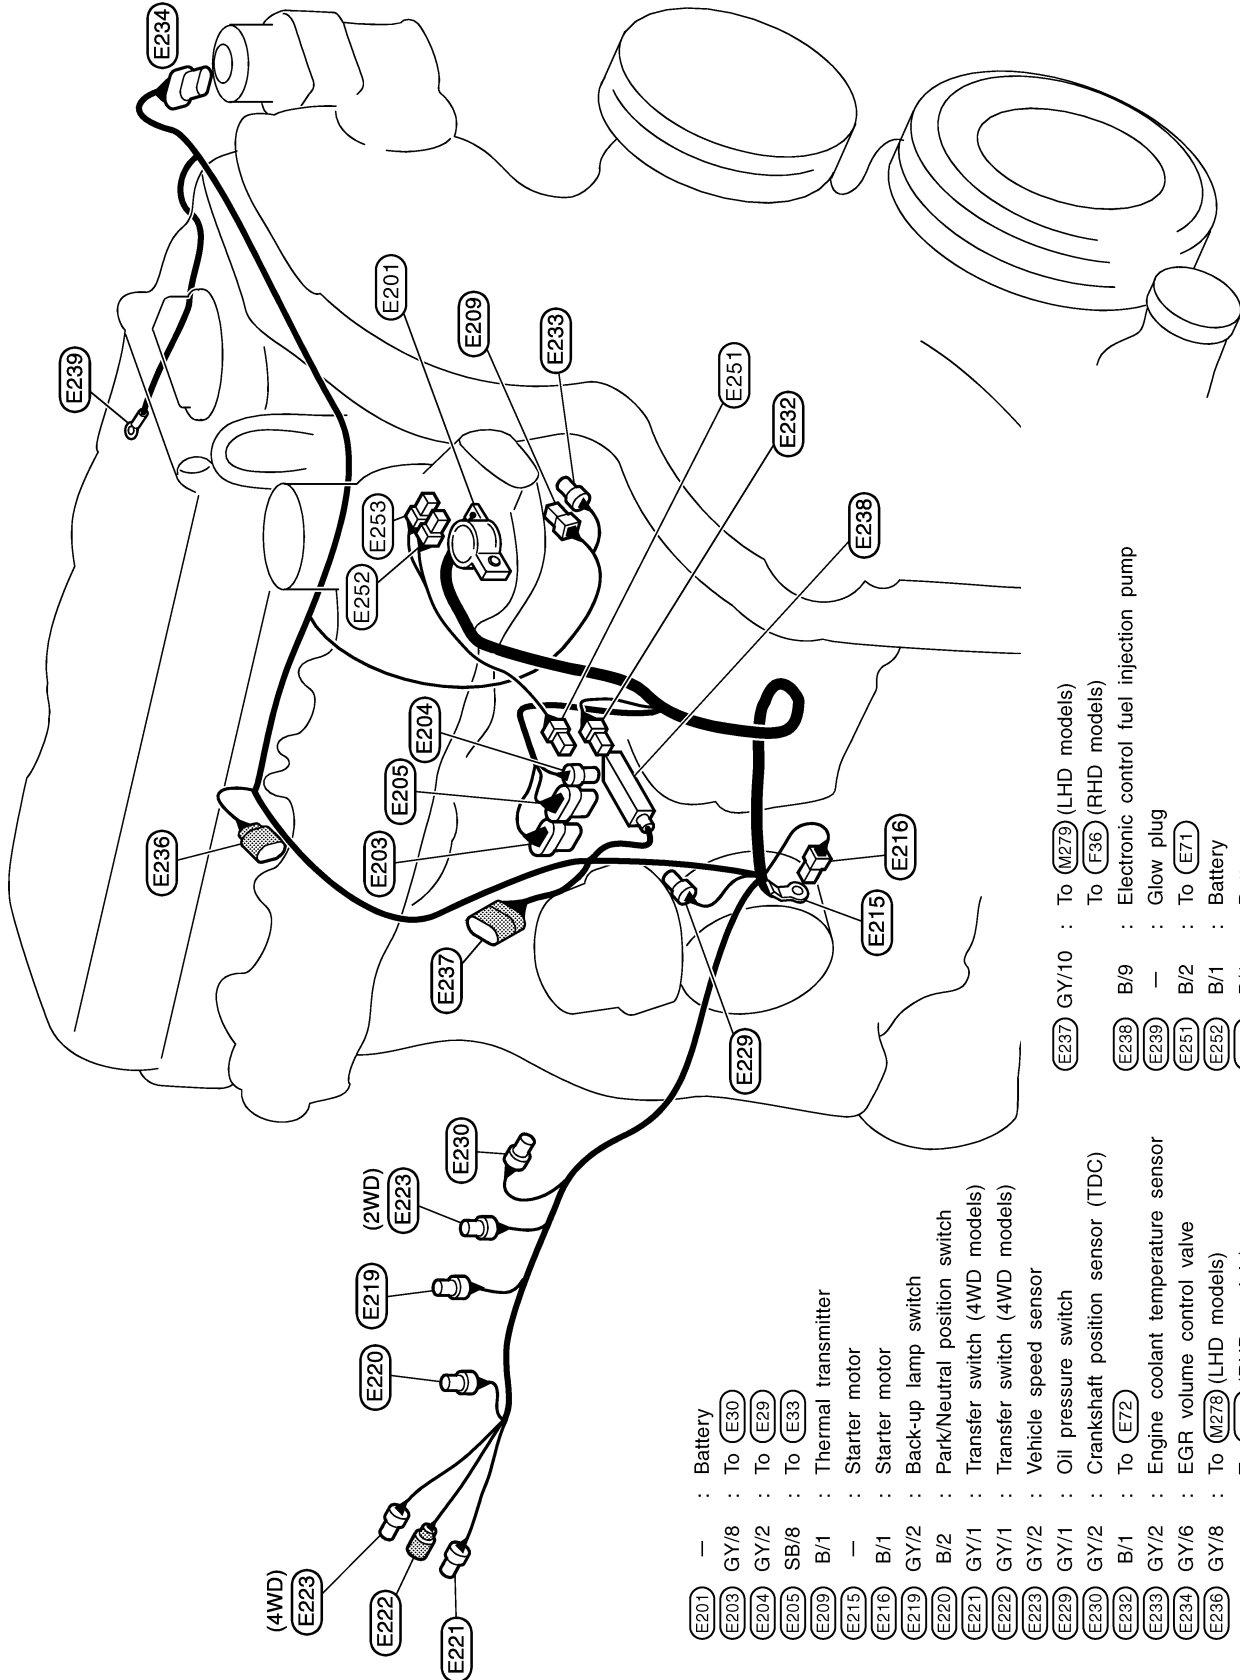 E234
E239
E201
E209
E233
E251
E232
E253
E252
E238
E204
E205
E203
E236
E237
E216
E215
E229
E230
(2WD)
E223
E219
E220
(4WD)
E223
E222
E221
E201 – : Battery
E203 GY/8 : To E30
E204 GY/2 : To E29
E205 SB/8 : To E33
E209 B/1 : Thermal transmitter
E215 – : Starter motor
E216 B/1 : Starter motor
E219 GY/2 : Back-up lamp switch
E220 B/2 : Park/Neutral position switch
E221 GY/1 : Transfer switch (4WD models)
E222 GY/1 : Transfer switch (4WD models)
E223 GY/2 : Vehicle speed sensor
E229 GY/1 : Oil pressure switch
E230 GY/2 : Crankshaft position sensor (TDC)
E232 B/1 : To E72
E233 GY/2 : Engine coolant temperature sensor
E234 GY/6 : EGR volume control valve
E236 GY/8 : To M278 (LHD models)
E237 GY/10 : To M279 (LHD models)
To F36 (RHD models)
E238 B/9 : Electronic control fuel injection pump
E239 – : Glow plug
E251 B/2 : To E71
E252 B/1 : Battery